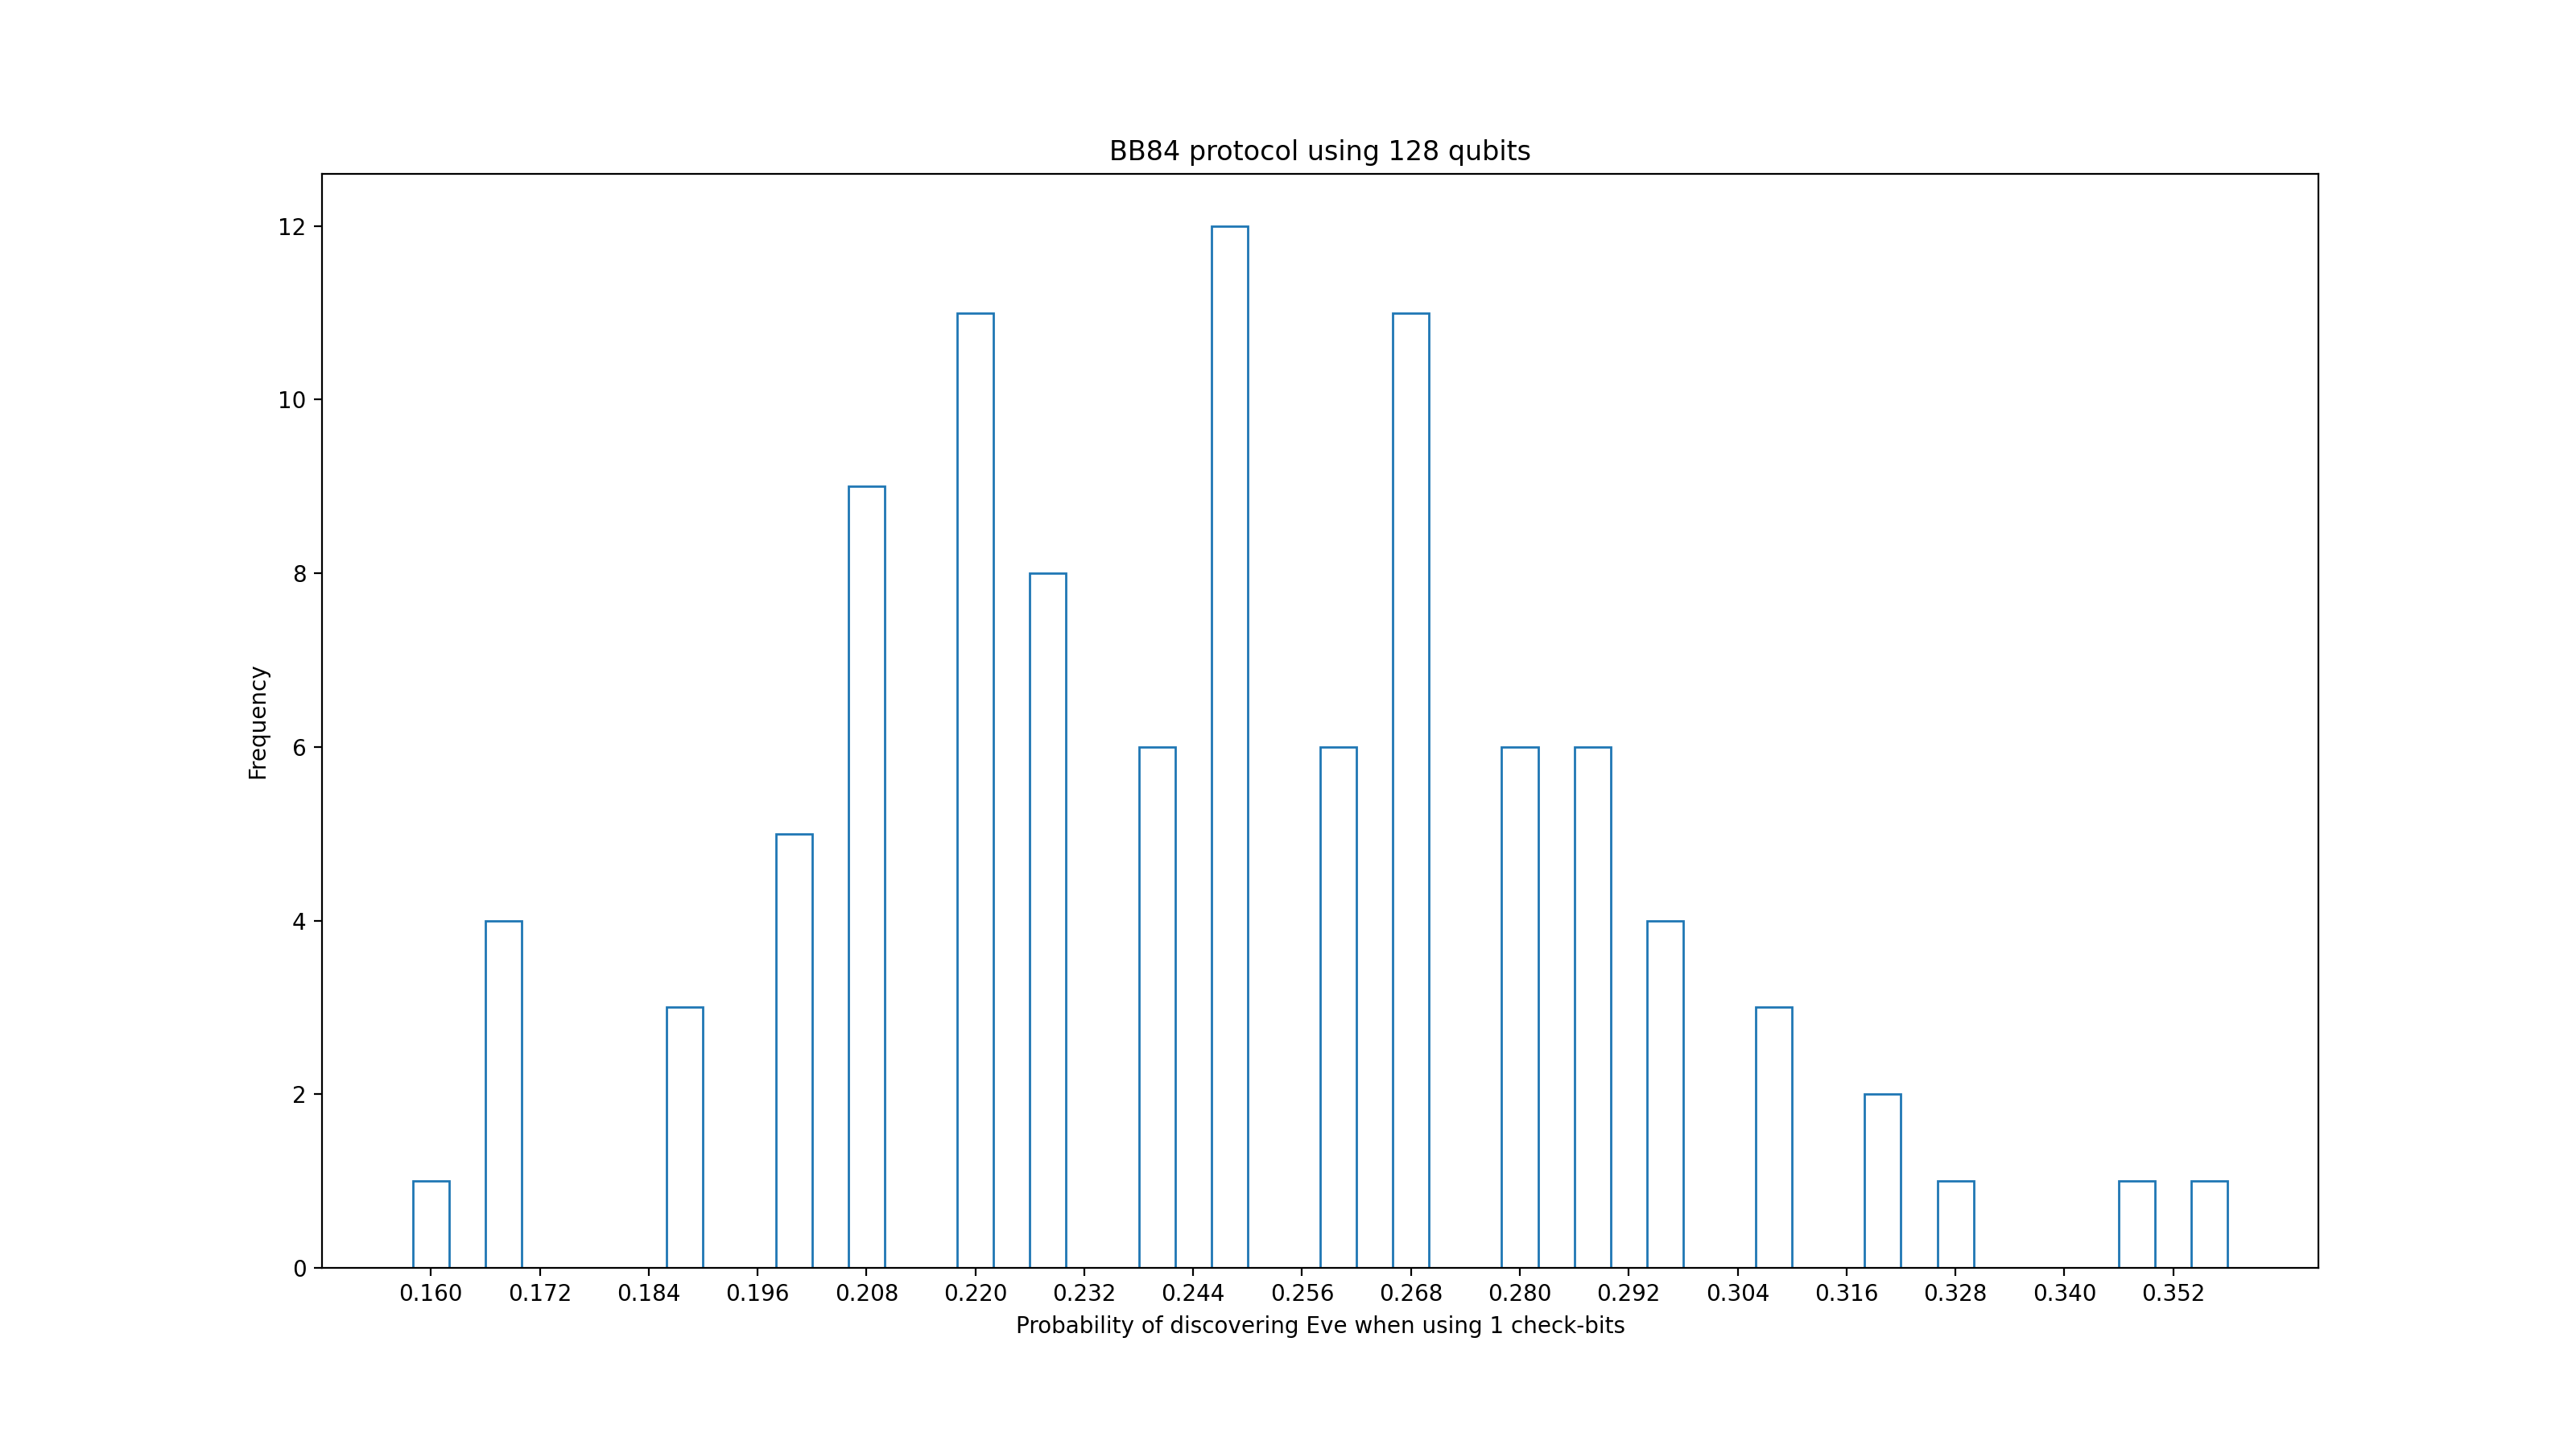 BB84 protocol using 128 qubits
12
10
8
6
4
2
0
Frequency
0.160 0.172 0.184 0.196 0.208 0.220 0.232 0.244 0.256 0.268 0.280 0.292 0.304 0.316 0.328 0.340 0.352
Probability of discovering Eve when using 1 check-bits